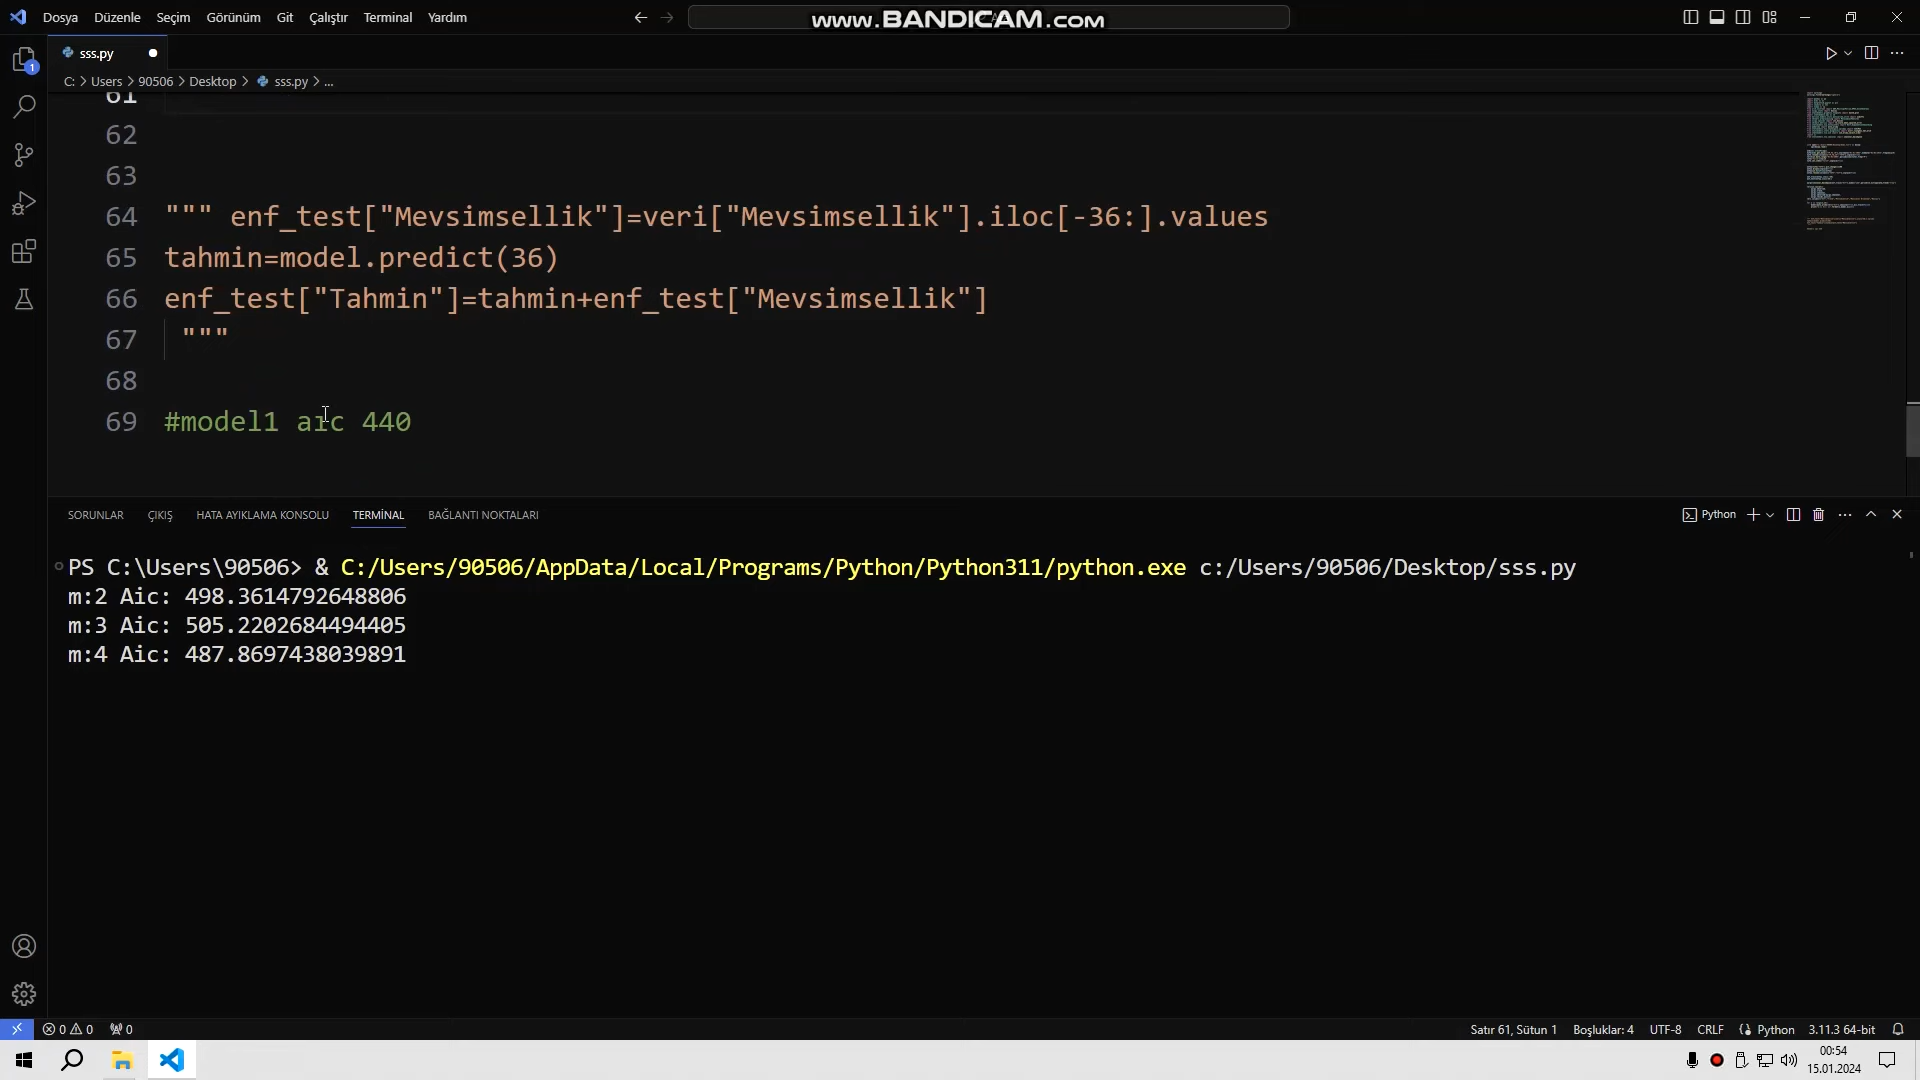 Dosya Düzenle Seçim Görünüm Git Çalıştır Terminal Yardım
www.BANDICAM.com
sss.py
C: > Users > 90506 > Desktop > sss.py > ...
61
62
63
64 """ enf_test["Mevsimsellik"]=veri["Mevsimsellik"].iloc[-36:].values
65 tahmin=model.predict(36)
66 enf_test["Tahmin"]=tahmin+enf_test["Mevsimsellik"]
67 """
68
69 #model1 aıc 440
SORUNLAR ÇIKIŞ HATA AYIKLAMA KONSOLU TERMİNAL BAĞLANTI NOKTALARI
Python
PS C:\Users\90506> & C:/Users/90506/AppData/Local/Programs/Python/Python311/python.exe c:/Users/90506/Desktop/sss.py
m:2 Aic: 498.3614792648806
m:3 Aic: 505.2202684494405
m:4 Aic: 487.8697438039891
0 0 0
Satır 61, Sütun 1 Boşluklar: 4 UTF-8 CRLF Python 3.11.3 64-bit
00:54
15.01.2024